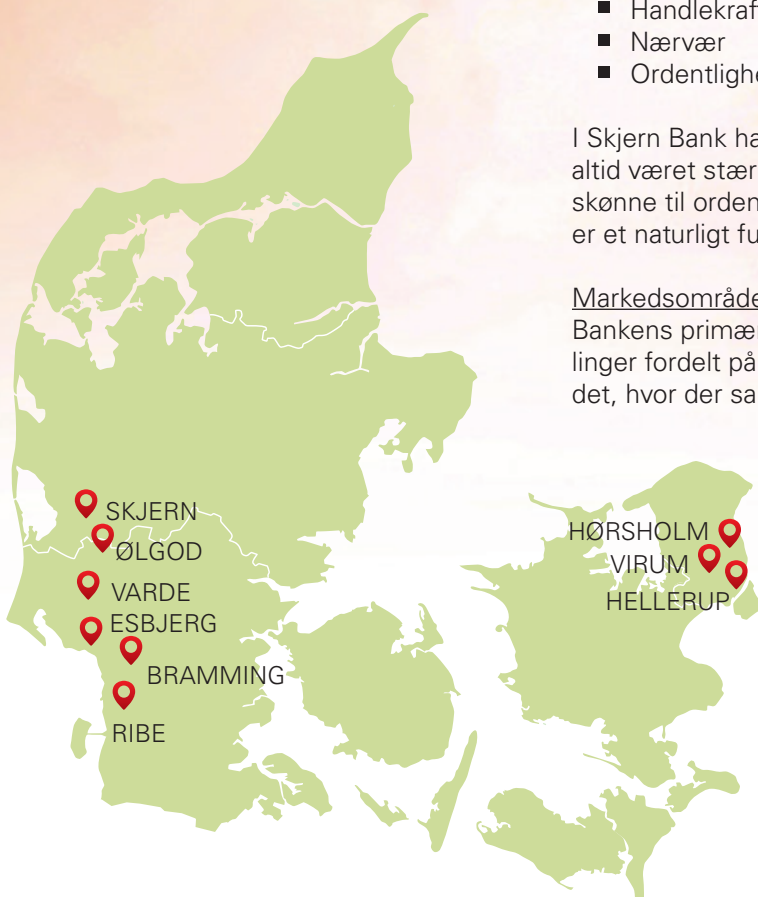 Handlekraf
Nærvær
Ordentlighe
I Skjern Bank ha
altid været stær
skønne til orden
er et naturligt fu
Markedsområde
Bankens primær
linger fordelt på
det, hvor der sa
SKJERN
ØLGOD
VARDE
ESBJERG
BRAMMING
RIBE
HØRSHOLM
VIRUM
HELLERUP